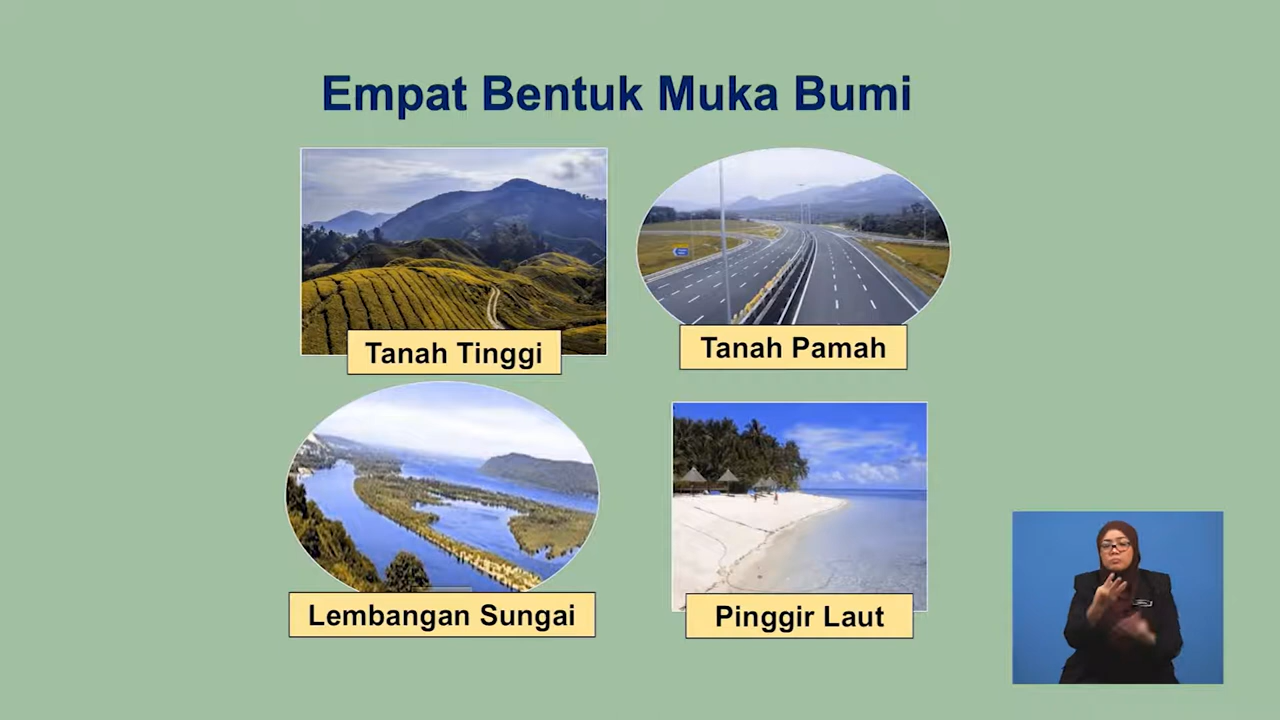 Empat Bentuk Muka Bumi
Tanah Tinggi
Tanah Pamah
Lembangan Sungai
Pinggir Laut